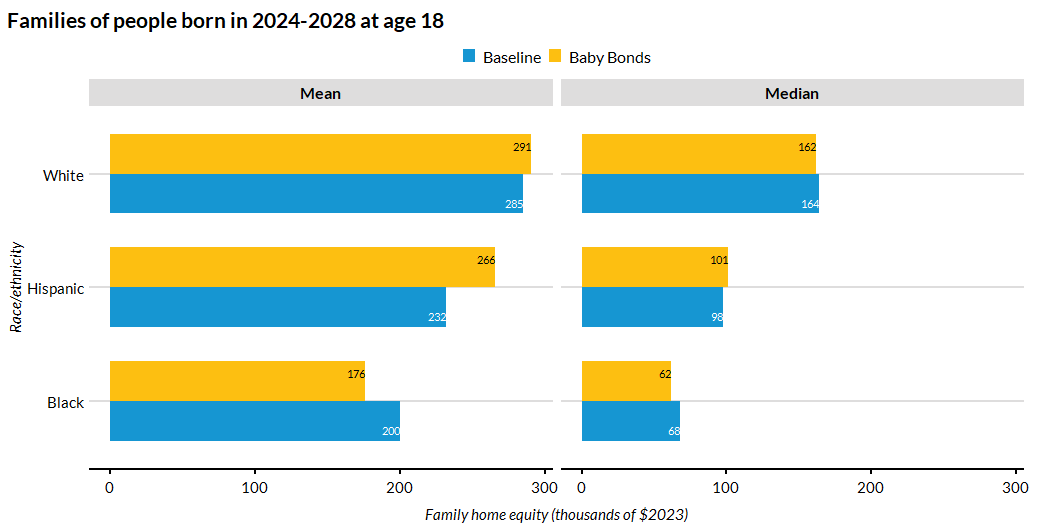 Families of people born in 2024-2028 at age 18
Baseline Baby Bonds
Mean Median
Race/ethnicity
White
291
285
162
164
Hispanic
266
232
101
98
Black
176
200
62
68
0 100 200 300 0 100 200 300
Family home equity (thousands of $2023)